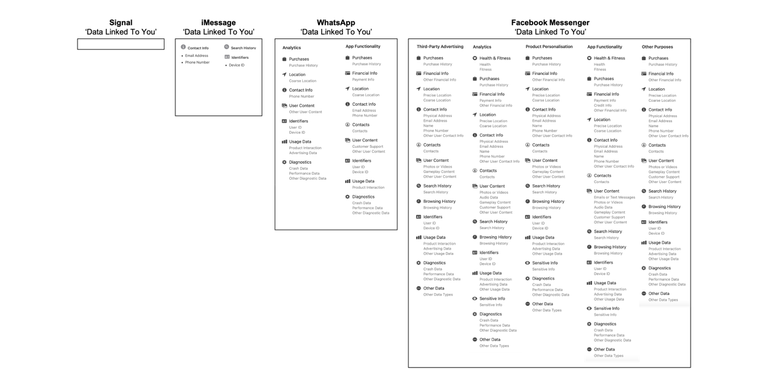 Signal
'Data Linked To You'
iMessage
'Data Linked To You'
Contact Info
Email Address
Phone Number
Search History
Identifiers
Device ID
WhatsApp
'Data Linked To You'
Analytics
Purchases
Purchase History
Location
Coarse Location
Contact Info
Phone Number
User Content
Other User Content
Identifiers
User ID
Device ID
Usage Data
Product Interaction
Advertising Data
Diagnostics
Crash Data
Performance Data
Other Diagnostic Data
App Functionality
Purchases
Purchase History
Financial Info
Payment Info
Location
Coarse Location
Contact Info
Email Address
Phone Number
Contacts
Contacts
User Content
Customer Support
Other User Content
Identifiers
User ID
Device ID
Usage Data
Product Interaction
Diagnostics
Crash Data
Performance Data
Other Diagnostic Data
Facebook Messenger
'Data Linked To You'
Third-Party Advertising
Purchases
Purchase History
Financial Info
Other Financial Info
Location
Precise Location
Coarse Location
Contact Info
Physical Address
Email Address
Name
Phone Number
Other User Contact Info
Contacts
Contacts
User Content
Photos or Videos
Gameplay Content
Other User Content
Search History
Search History
Browsing History
Browsing History
Identifiers
User ID
Device ID
Usage Data
Product Interaction
Advertising Data
Other Usage Data
Diagnostics
Crash Data
Performance Data
Other Diagnostic Data
Other Data
Other Data Types
Analytics
Health & Fitness
Health
Fitness
Purchases
Purchase History
Financial Info
Payment Info
Other Financial Info
Location
Precise Location
Coarse Location
Contact Info
Physical Address
Email Address
Name
Phone Number
Other User Contact Info
Contacts
Contacts
User Content
Photos or Videos
Audio Data
Gameplay Content
Customer Support
Other User Content
Search History
Search History
Browsing History
Browsing History
Identifiers
User ID
Device ID
Usage Data
Product Interaction
Advertising Data
Other Usage Data
Sensitive Info
Sensitive Info
Diagnostics
Crash Data
Performance Data
Other Diagnostic Data
Other Data
Other Data Types
Product Personalisation
Purchases
Purchase History
Financial Info
Other Financial Info
Location
Precise Location
Coarse Location
Contact Info
Physical Address
Email Address
Name
Phone Number
Other User Contact Info
Contacts
Contacts
User Content
Photos or Videos
Gameplay Content
Other User Content
Search History
Search History
Browsing History
Browsing History
Identifiers
User ID
Device ID
Usage Data
Product Interaction
Advertising Data
Other Usage Data
Sensitive Info
Sensitive Info
Diagnostics
Crash Data
Performance Data
Other Diagnostic Data
Other Data
Other Data Types
App Functionality
Health & Fitness
Health
Fitness
Purchases
Purchase History
Financial Info
Payment Info
Credit Info
Other Financial Info
Location
Precise Location
Coarse Location
Contact Info
Physical Address
Email Address
Name
Phone Number
Other User Contact Info
Contacts
Contacts
User Content
Emails or Text Messages
Photos or Videos
Audio Data
Gameplay Content
Customer Support
Other User Content
Search History
Search History
Browsing History
Browsing History
Identifiers
User ID
Device ID
Usage Data
Product Interaction
Advertising Data
Other Usage Data
Sensitive Info
Sensitive Info
Diagnostics
Crash Data
Performance Data
Other Diagnostic Data
Other Data
Other Data Types
Other Purposes
Purchases
Purchase History
Financial Info
Other Financial Info
Location
Precise Location
Coarse Location
Contact Info
Physical Address
Email Address
Name
Phone Number
Other User Contact Info
Contacts
Contacts
User Content
Photos or Videos
Gameplay Content
Customer Support
Other User Content
Search History
Search History
Browsing History
Browsing History
Identifiers
User ID
Device ID
Usage Data
Product Interaction
Advertising Data
Other Usage Data
Diagnostics
Crash Data
Performance Data
Other Diagnostic Data
Other Data
Other Data Types